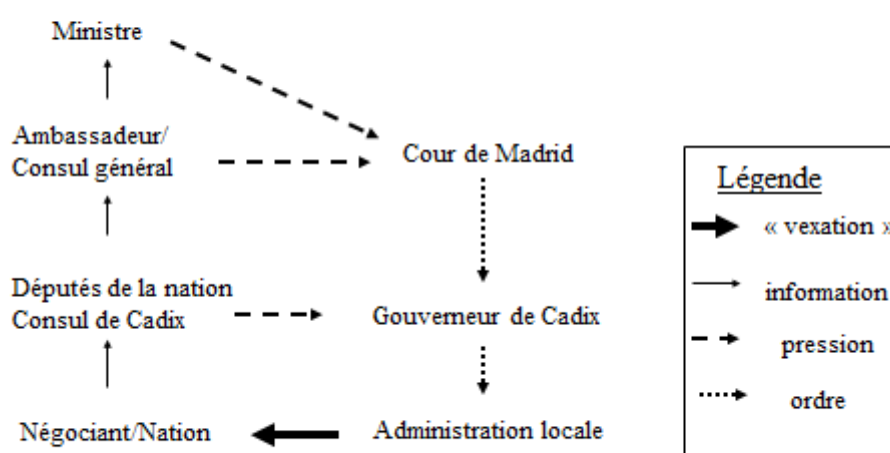 Ministre
Ambassadeur/
Consul général
Cour de Madrid
Députés de la nation
Consul de Cadix
Gouverneur de Cadix
Négociant/Nation
Administration locale
Légende
« vexation »
information
pression
ordre